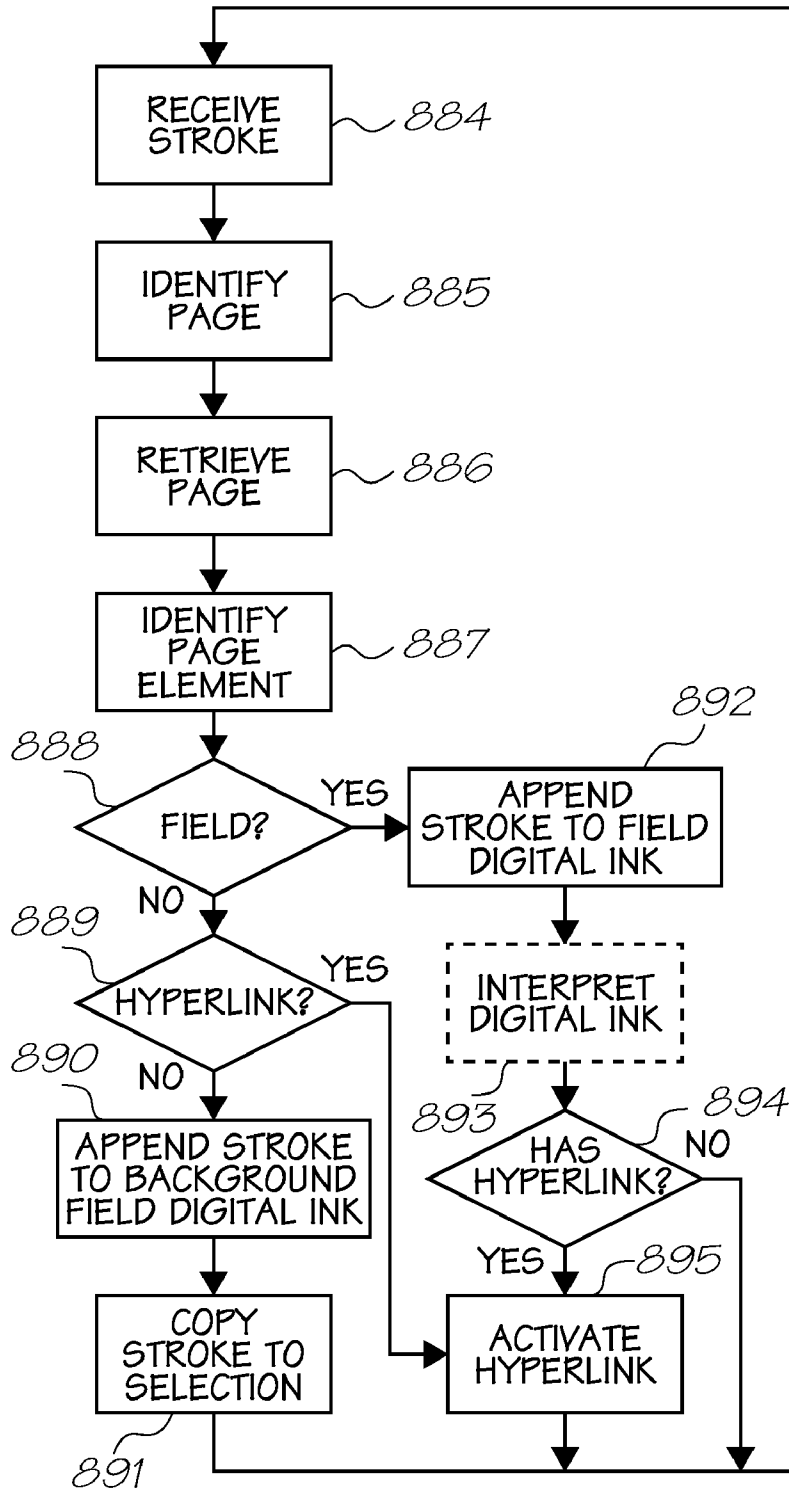 RECEIVE
STROKE
884
IDENTIFY
PAGE
885
RETRIEVE
PAGE
886
IDENTIFY
PAGE
ELEMENT
887
888
FIELD?
YES
NO
892
APPEND
STROKE TO FIELD
DIGITAL INK
889
HYPERLINK?
YES
NO
INTERPRET
DIGITAL INK
893
890
APPEND STROKE
TO BACKGROUND
FIELD DIGITAL INK
894
HAS
HYPERLINK?
NO
YES
COPY
STROKE TO
SELECTION
891
895
ACTIVATE
HYPERLINK